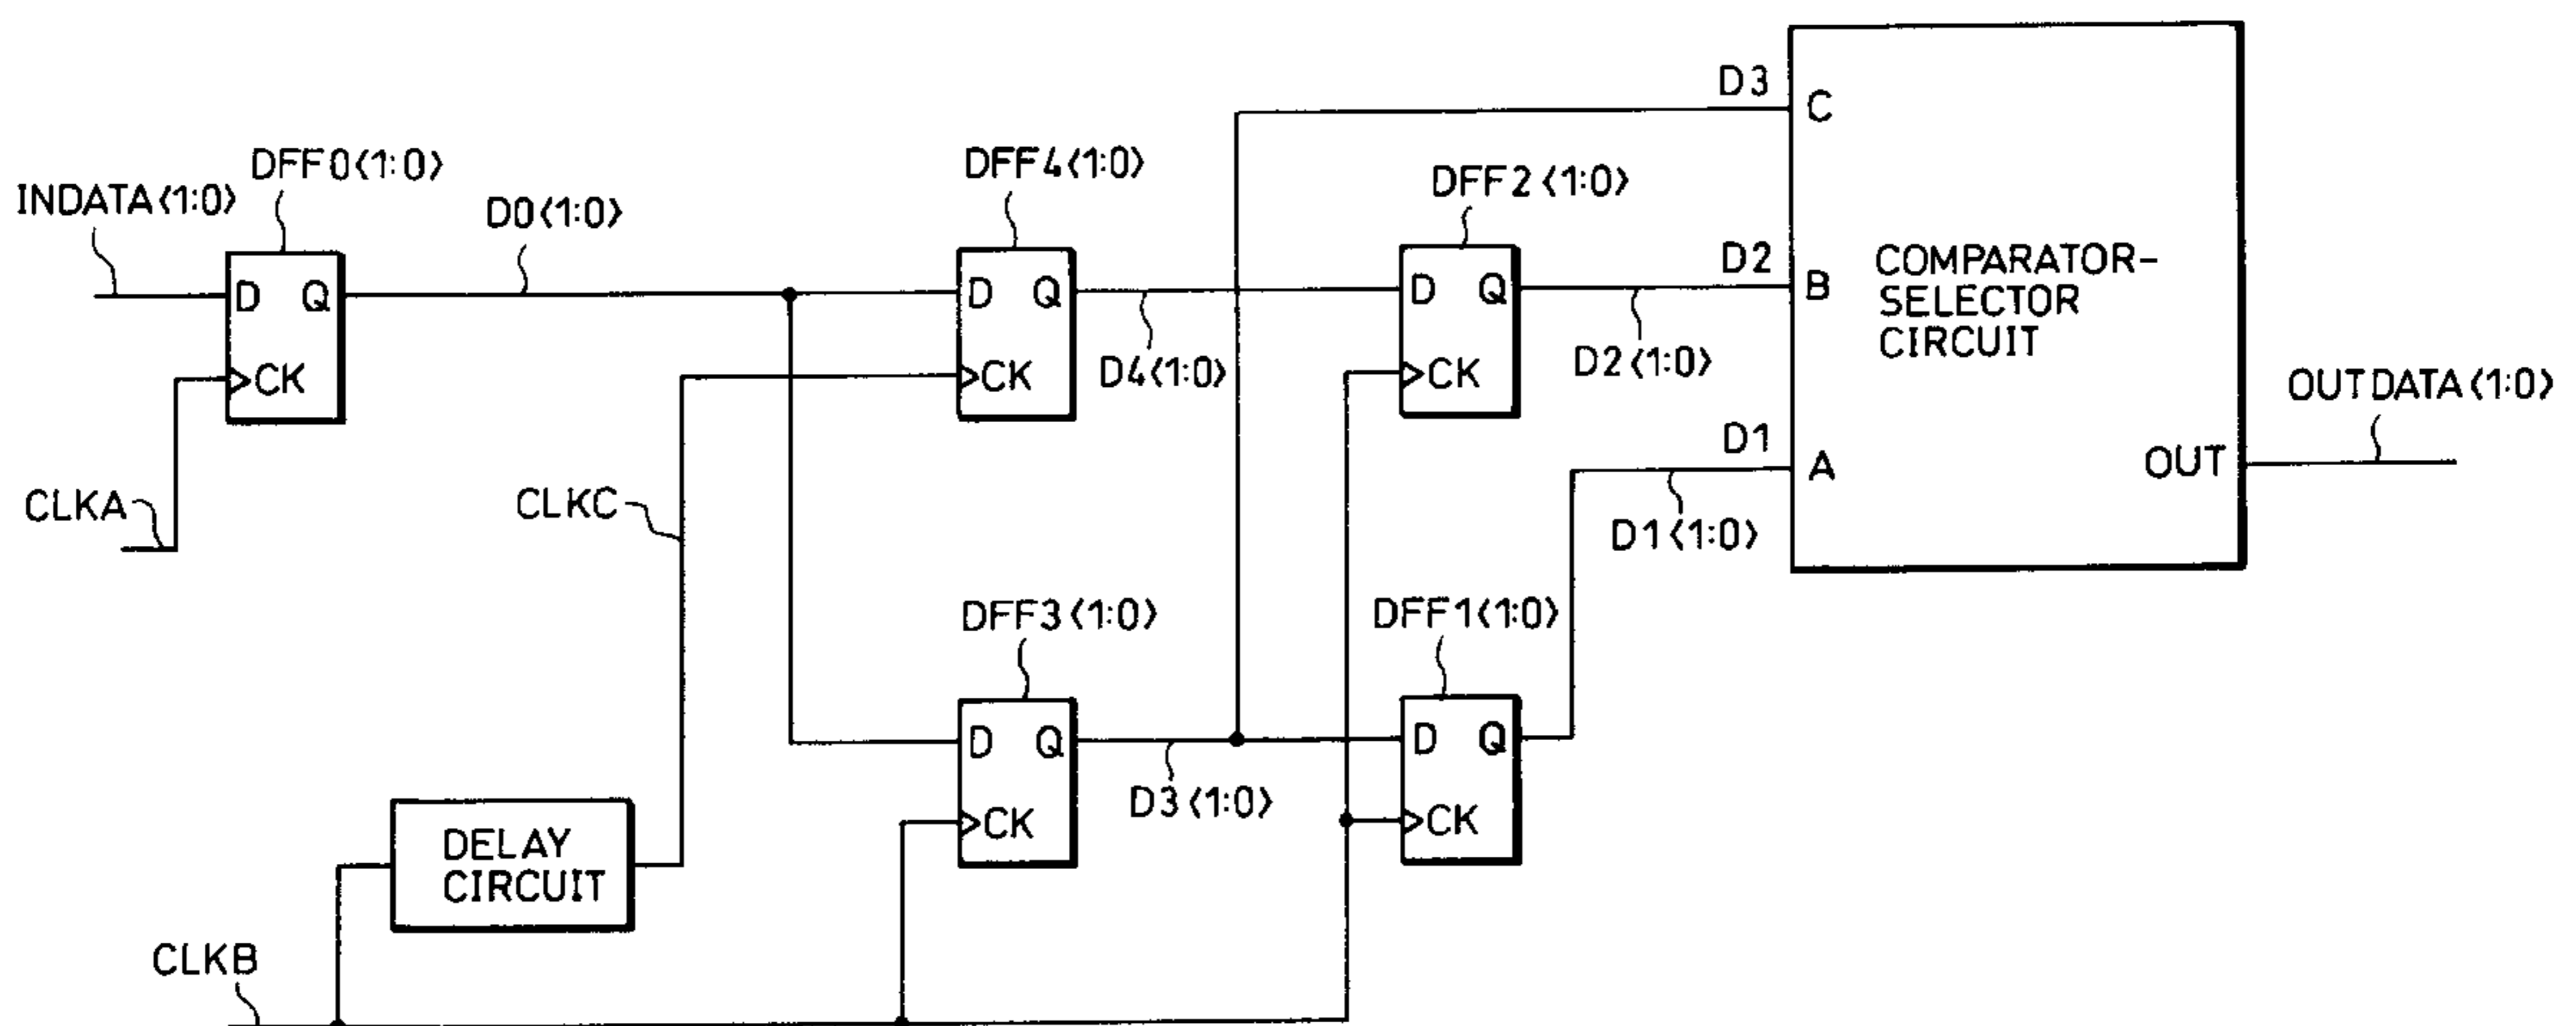 D3
C
DFF0⟨1:0⟩
DFF4⟨1:0⟩
DFF2⟨1:0⟩
INDATA⟨1:0⟩
D0⟨1:0⟩
D Q
CK
D Q
CK
D4⟨1:0⟩
D Q
CK
D2
B
D2⟨1:0⟩
COMPARATOR-
SELECTOR
CIRCUIT
OUTDATA⟨1:0⟩
D1
A
OUT
D1⟨1:0⟩
CLKA
CLKC
DFF3⟨1:0⟩
DFF1⟨1:0⟩
D Q
CK
D3⟨1:0⟩
D Q
CK
DELAY
CIRCUIT
CLKB